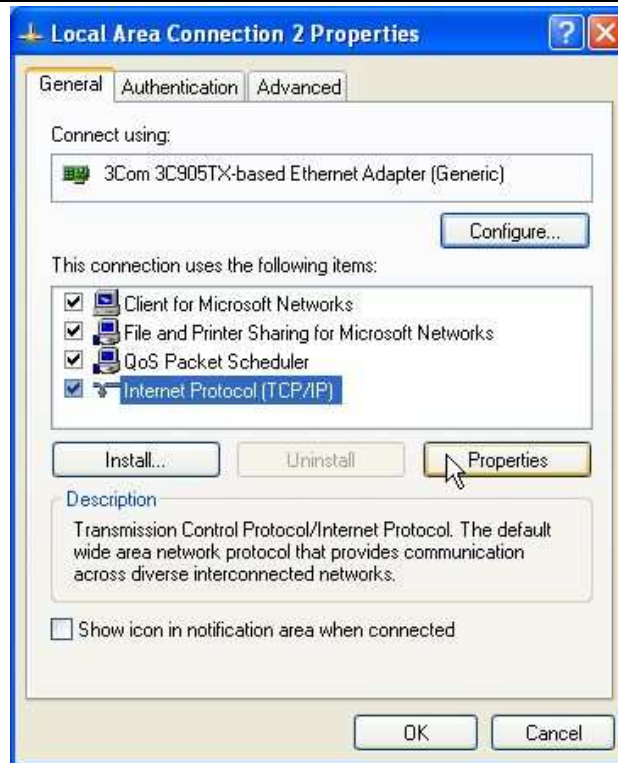 Local Area Connection 2 Properties
?
General Authentication Advanced
Connect using:
3Com 3C905TX-based Ethernet Adapter (Generic)
Configure...
This connection uses the following items:
Client for Microsoft Networks
File and Printer Sharing for Microsoft Networks
QoS Packet Scheduler
Internet Protocol (TCP/IP)
Install... Uninstall Properties
Description
Transmission Control Protocol/Internet Protocol. The default
wide area network protocol that provides communication
across diverse interconnected networks.
Show icon in notification area when connected
OK Cancel